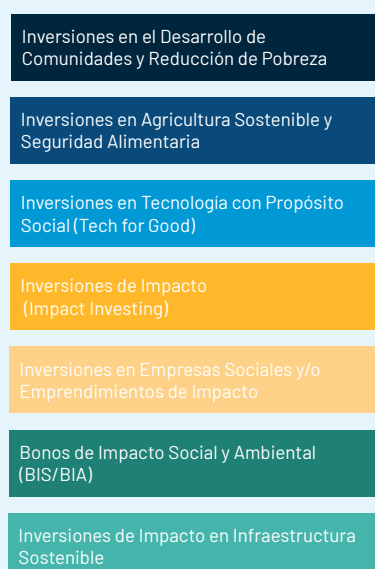 Inversiones en el Desarrollo de
Comunidades y Reducción de Pobreza
Inversiones en Agricultura Sostenible y
Seguridad Alimentaria
Inversiones en Tecnología con Propósito
Social (Tech for Good)
Inversiones de Impacto
(Impact Investing)
Inversiones en Empresas Sociales y/o
Emprendimientos de Impacto
Bonos de Impacto Social y Ambiental
(BIS/BIA)
Inversiones de Impacto en Infraestructura
Sostenible